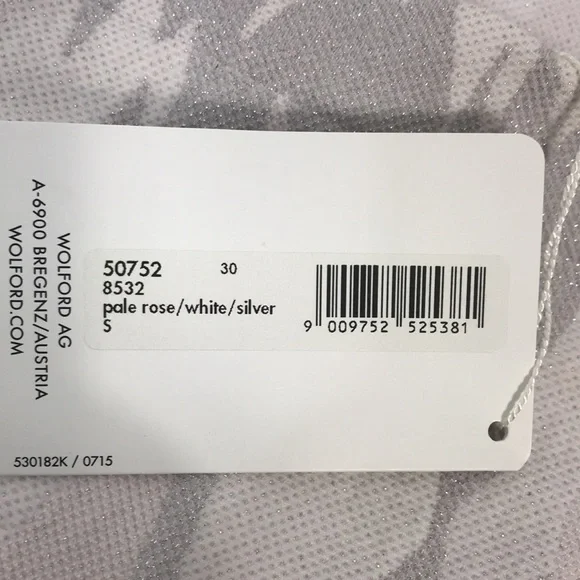 WOLFORD AG
A-6900 BREGENZ/AUSTRIA
WOLFORD.COM
50752 30
8532
pale rose/white/silver
S
9 009752 525381
530182K / 0715